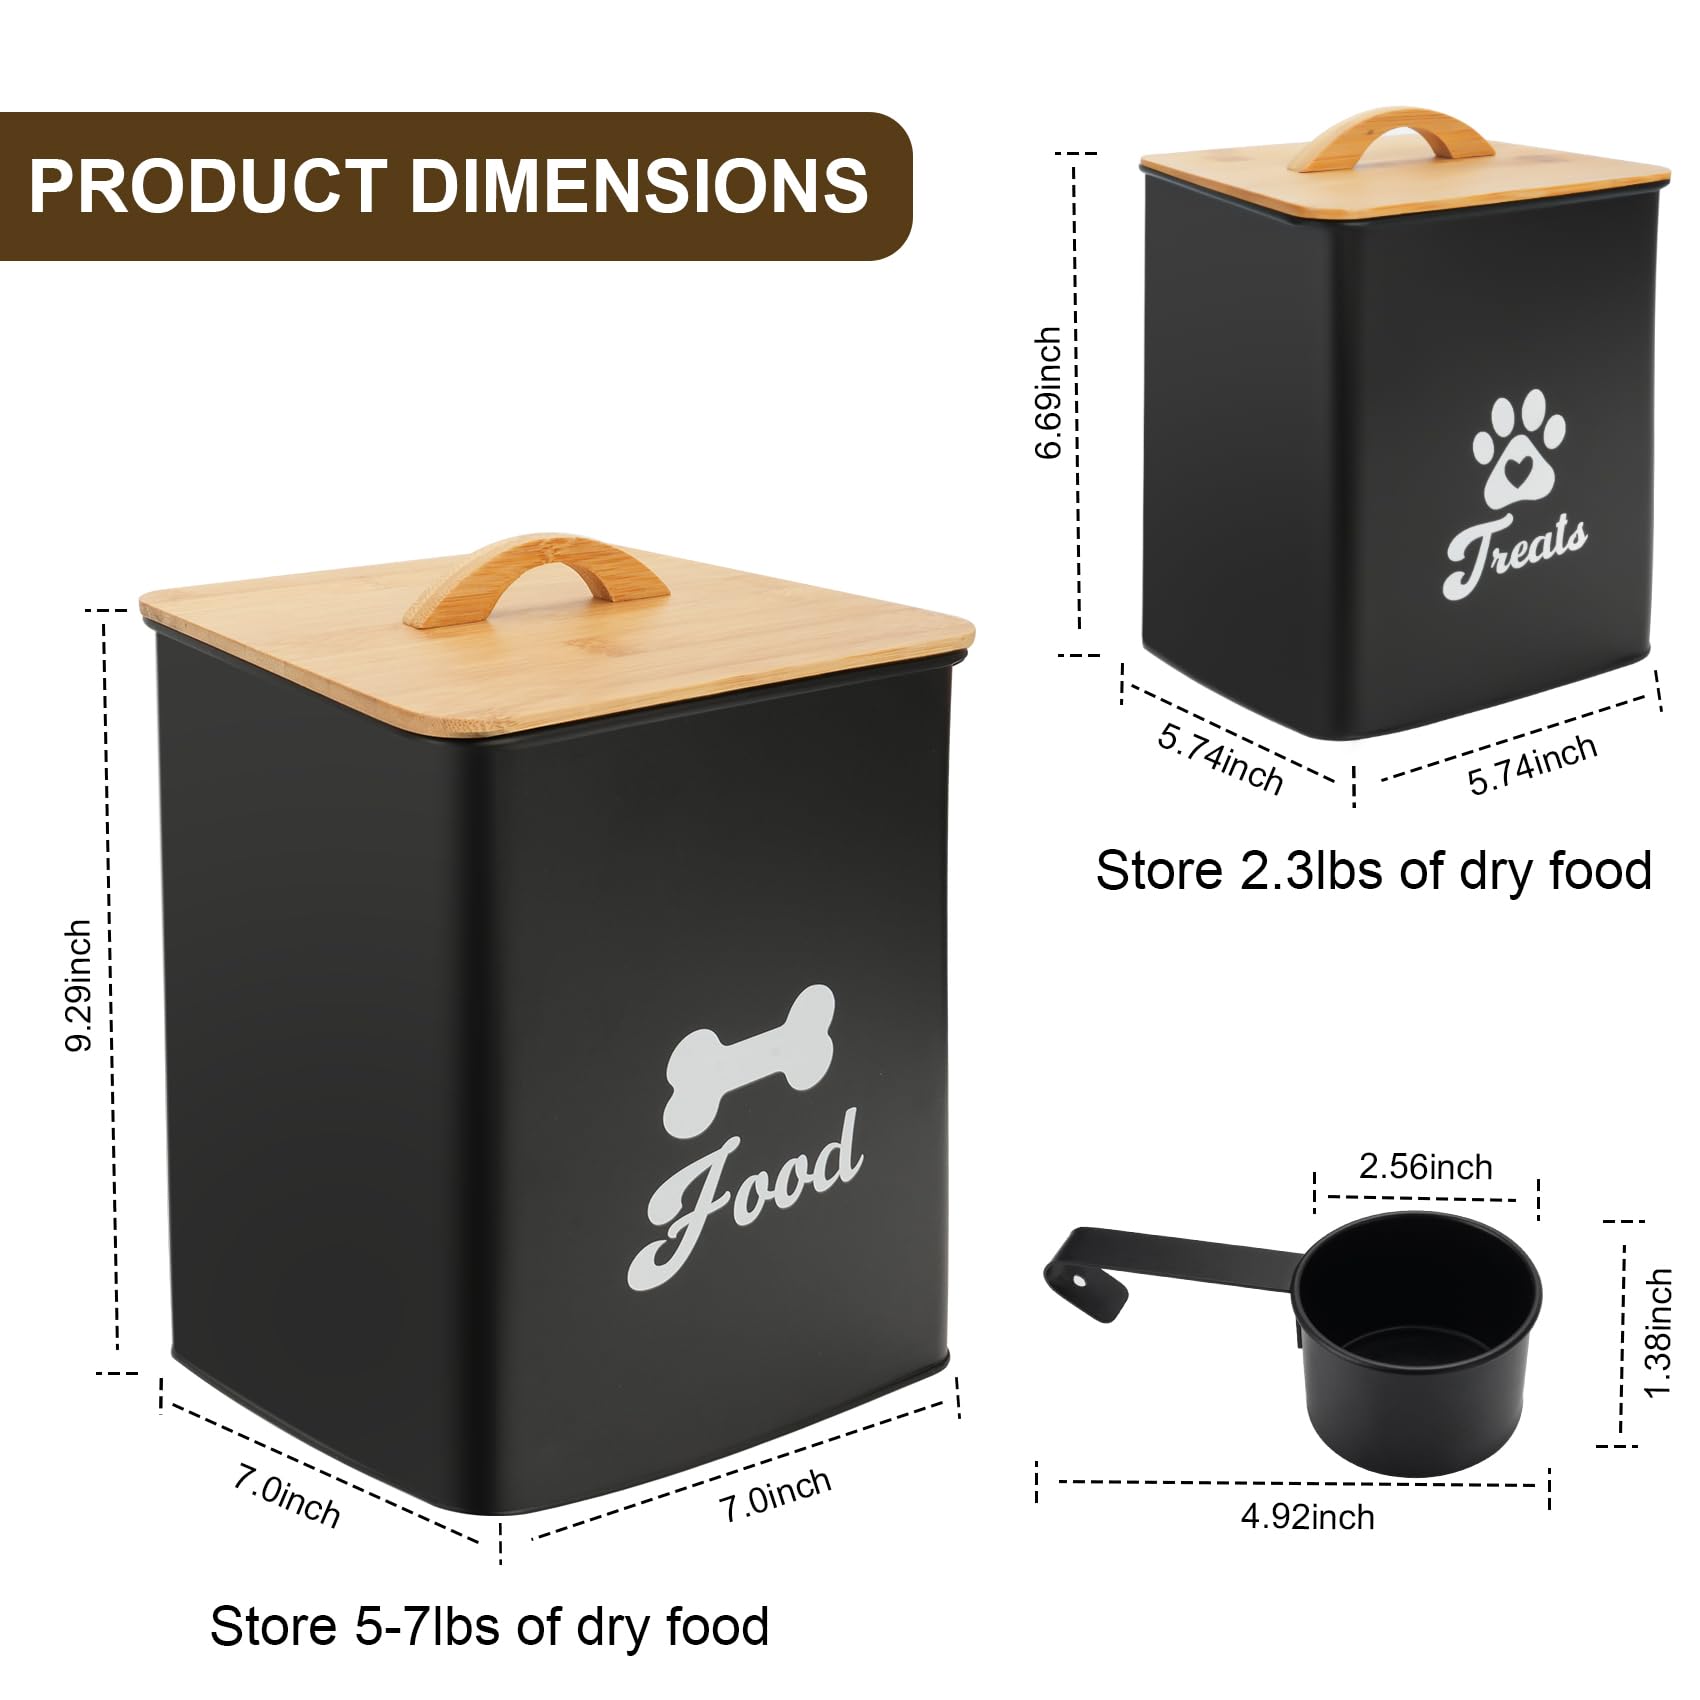 PRODUCT DIMENSIONS
6.69inch
Treats
5.74inch
5.74inch
Store 2.3lbs of dry food
9.29inch
Food
7.0inch
7.0inch
Store 5-7lbs of dry food
2.56inch
1.38inch
4.92inch